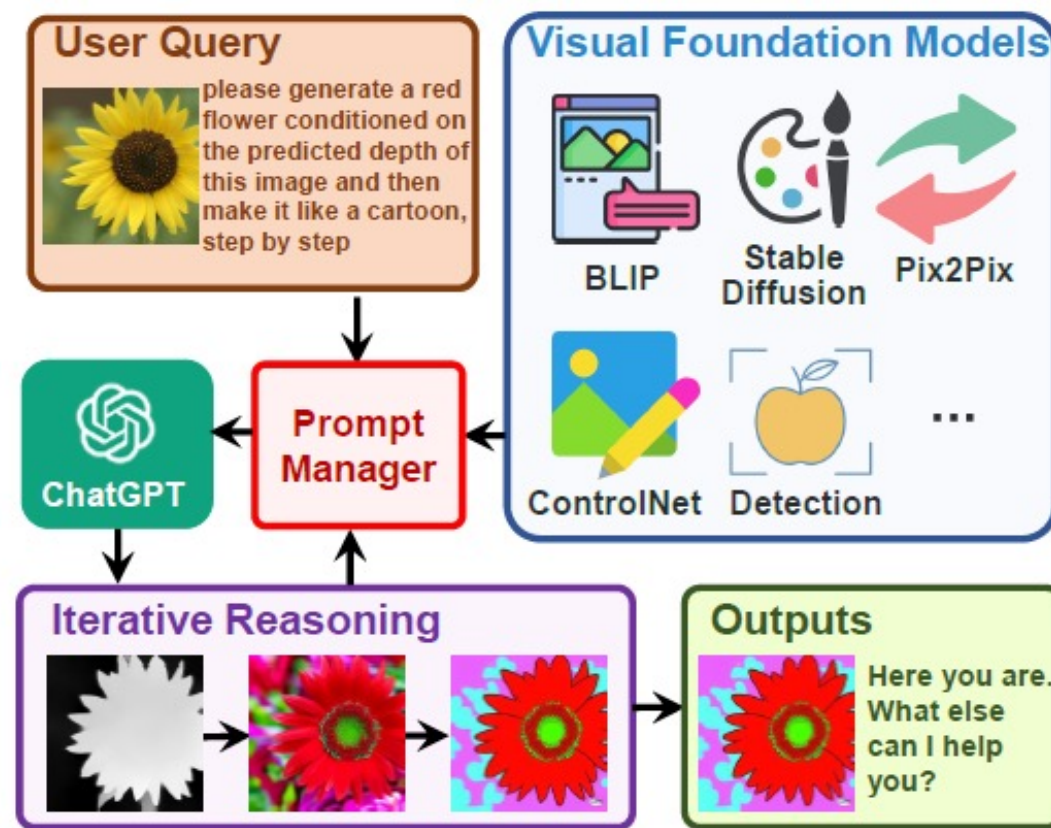 User Query
please generate a red
flower conditioned on
the predicted depth of
this image and then
make it like a cartoon,
step by step
Visual Foundation Models
BLIP
Stable
Diffusion
Pix2Pix
ControlNet
Detection
...
ChatGPT
Prompt
Manager
Iterative Reasoning
Outputs
Here you are.
What else
can I help
you?